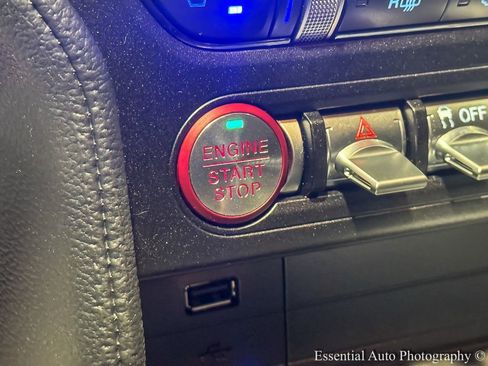 ENGINE
START
STOP
OFF
Essential Auto Photography ©